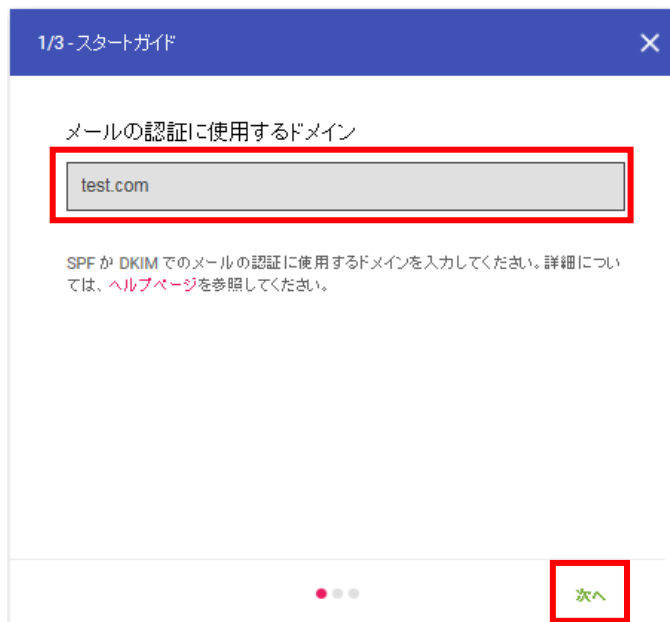 1/3-スタートガイド
メールの認証に使用するドメイン
test.com
SPF か DKIM でのメールの認証に使用するドメインを入力してください。詳細につい
ては、ヘルプページを参照してください。
次へ